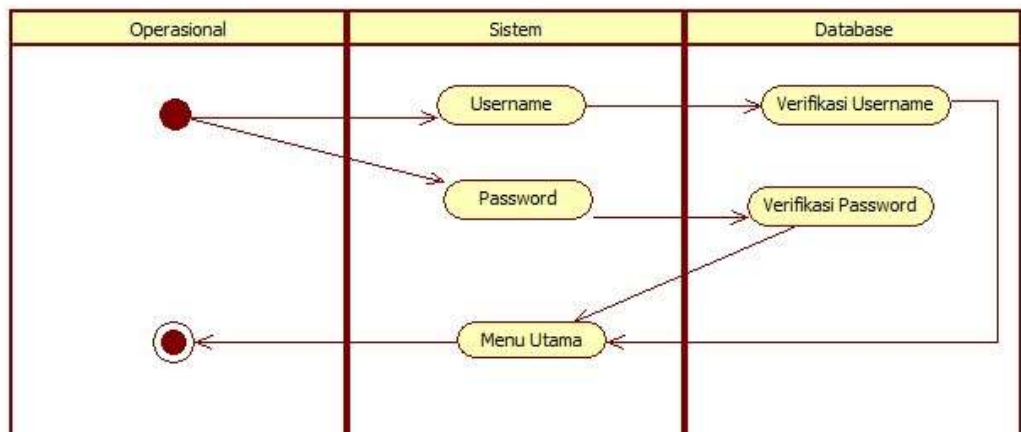 Operasional
Sistem
Database
Username
Verifikasi Username
Password
Verifikasi Password
Menu Utama